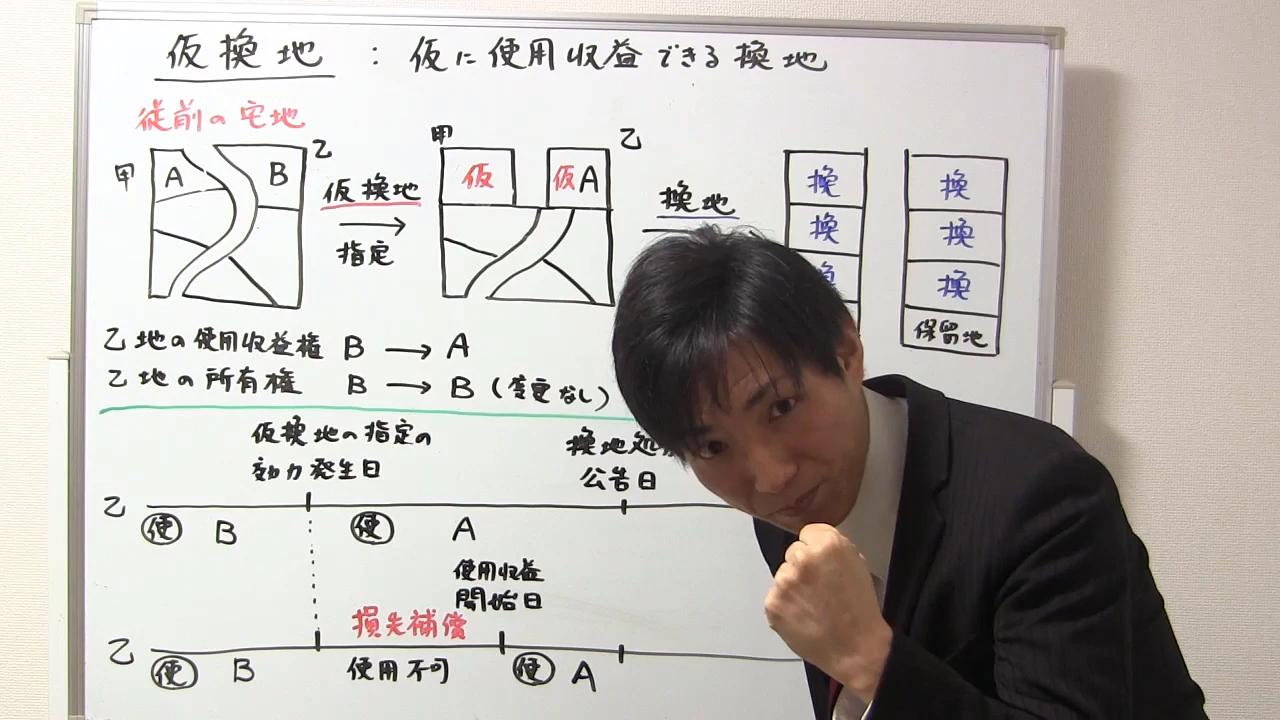 仮換地 : 仮に使用収益できる換地
従前の宅地
甲 A B 乙
仮換地
指定
甲 仮 仮A 乙
換地
換 換
換 換
換 換
保留地
乙地の使用収益権 B → A
乙地の所有権 B → B (変更なし)
仮換地の指定の
効力発生日
換地処
公告日
乙
使 B 使 A
使用収益
開始日
損失補償
乙
使 B 使用不可 使 A